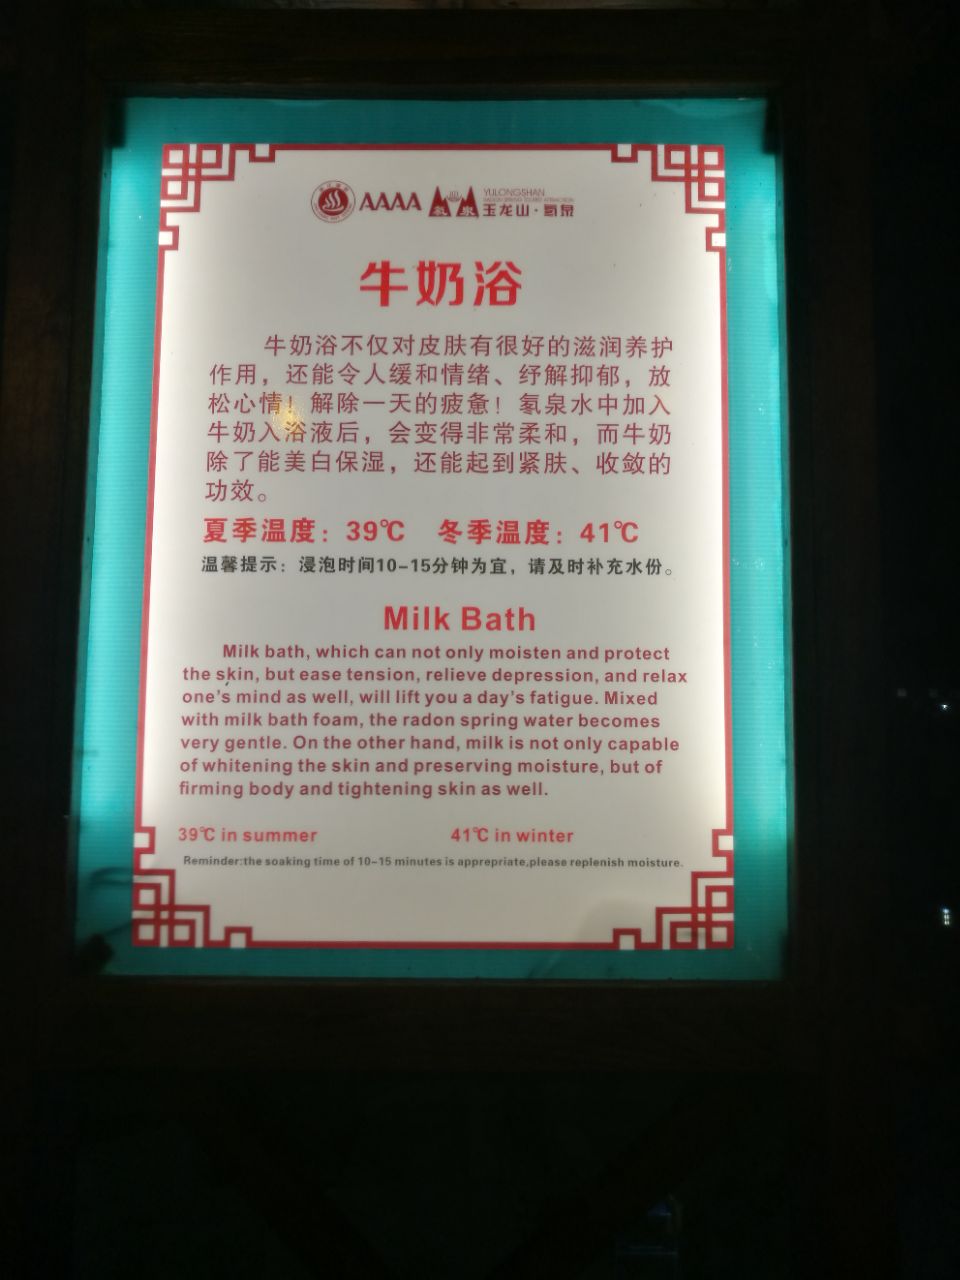 AAAA
YULONGSHAN
玉龙山·氡泉
牛奶浴
牛奶浴不仅对皮肤有很好的滋润养护
作用，还能令人缓和情绪、纾解抑郁，放
松心情！解除一天的疲惫！氡泉水中加入
牛奶入浴液后，会变得非常柔和，而牛奶
除了能美白保湿，还能起到紧肤、收敛的
功效。
夏季温度：39℃ 冬季温度：41℃
温馨提示：浸泡时间10-15分钟为宜，请及时补充水份。
Milk Bath
Milk bath, which can not only moisten and protect
the skin, but ease tension, relieve depression, and relax
one's mind as well, will lift you a day's fatigue. Mixed
with milk bath foam, the radon spring water becomes
very gentle. On the other hand, milk is not only capable
of whitening the skin and preserving moisture, but of
firming body and tightening skin as well.
39℃ in summer 41℃ in winter
Reminder:the soaking time of 10-15 minutes is apprepriate,please replenish moisture.